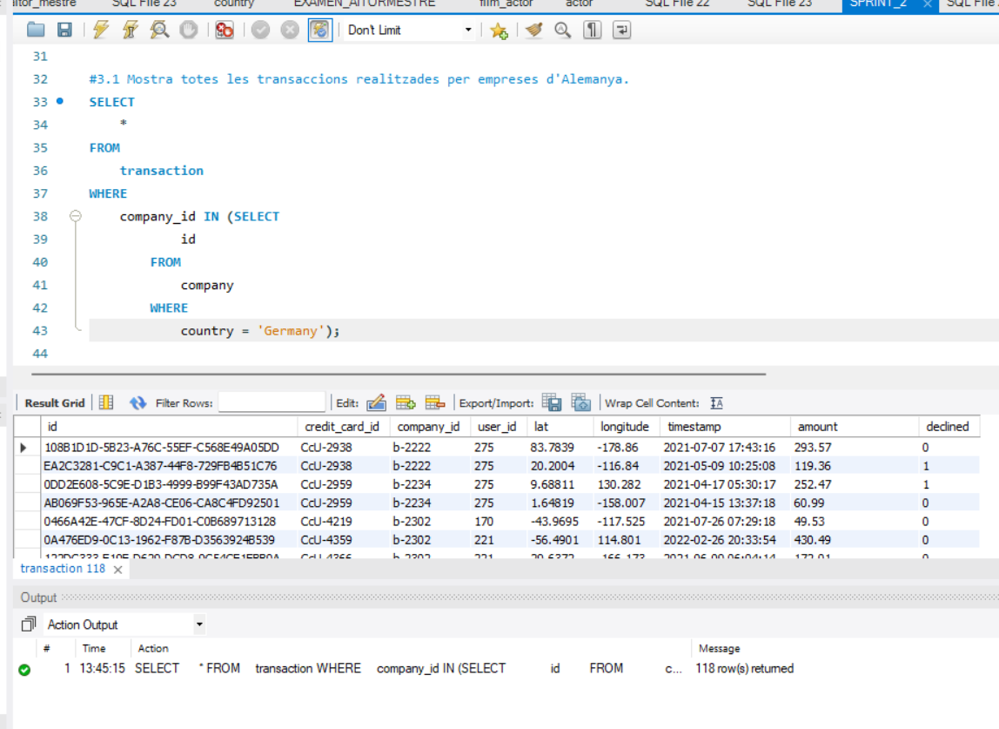 SQL File 23 country EXAMEN_AITORMESTRE film_actor actor SQL File 22 SQL File 23 SPRINT_2 SQL File
Don't Limit
31
32 #3.1 Mostra totes les transaccions realitzades per empreses d'Alemanya.
33 SELECT
34 *
35 FROM
36 transaction
37 WHERE
38 company_id IN (SELECT
39 id
40 FROM
41 company
42 WHERE
43 country = 'Germany');
44
Result Grid Filter Rows: Edit: Export/Import: Wrap Cell Content: IA
id credit_card_id company_id user_id lat longitude timestamp amount declined
108B1D1D-5B23-A76C-55EF-C568E49A05DD CcU-2938 b-2222 275 83.7839 -178.86 2021-07-07 17:43:16 293.57 0
EA2C3281-C9C1-A387-44F8-729FB4B51C76 CcU-2938 b-2222 275 20.2004 -116.84 2021-05-09 10:25:08 119.36 1
0DD2E608-5C9E-D1B3-4999-B99F43AD735A CcU-2959 b-2234 275 9.68811 130.282 2021-04-17 05:30:17 252.47 1
AB069F53-965E-A2A8-CE06-CA8C4FD92501 CcU-2959 b-2234 275 1.64819 -158.007 2021-04-15 13:37:18 60.99 0
0466A42E-47CF-8D24-FD01-C0B689713128 CcU-4219 b-2302 170 -43.9695 -117.525 2021-07-26 07:29:18 49.53 0
0A476ED9-0C13-1962-F87B-D3563924B539 CcU-4359 b-2302 221 -56.4901 114.801 2022-02-26 20:33:54 430.49 0
transaction 118
Output
Action Output
# Time Action Message
1 13:45:15 SELECT * FROM transaction WHERE company_id IN (SELECT id FROM c... 118 row(s) returned